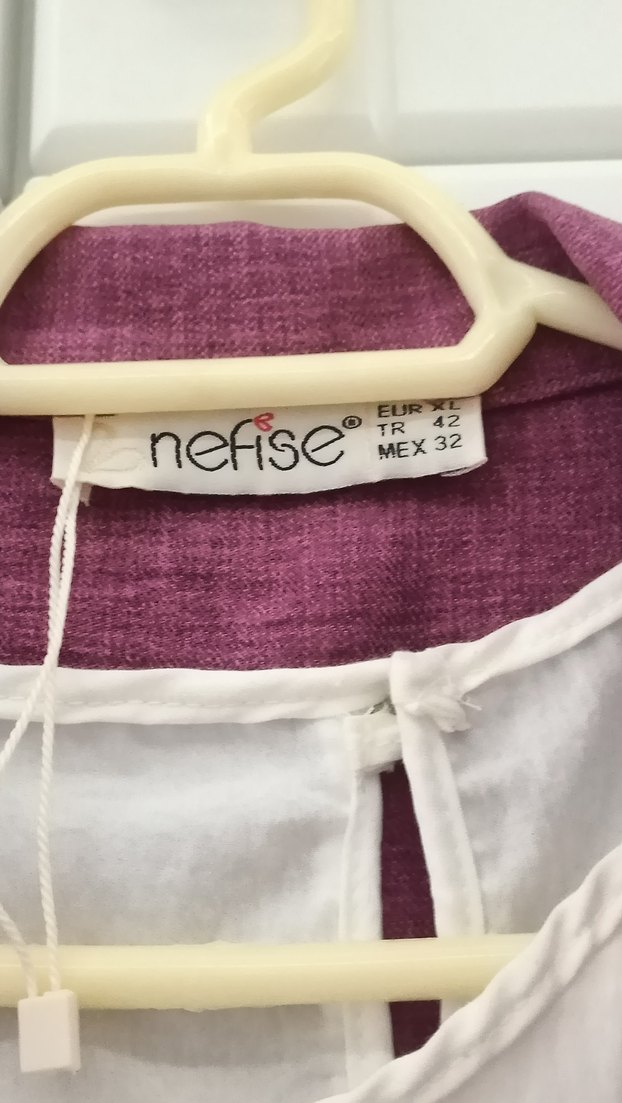 nefise®
EUR XL
TR 42
MEX 32